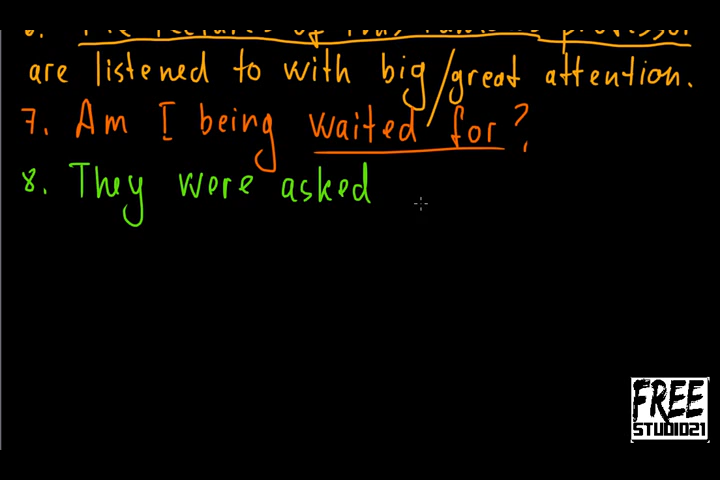 are listened to with big/great attention.
7. Am I being waited for?
8. They were asked
FREE
STUDIO21